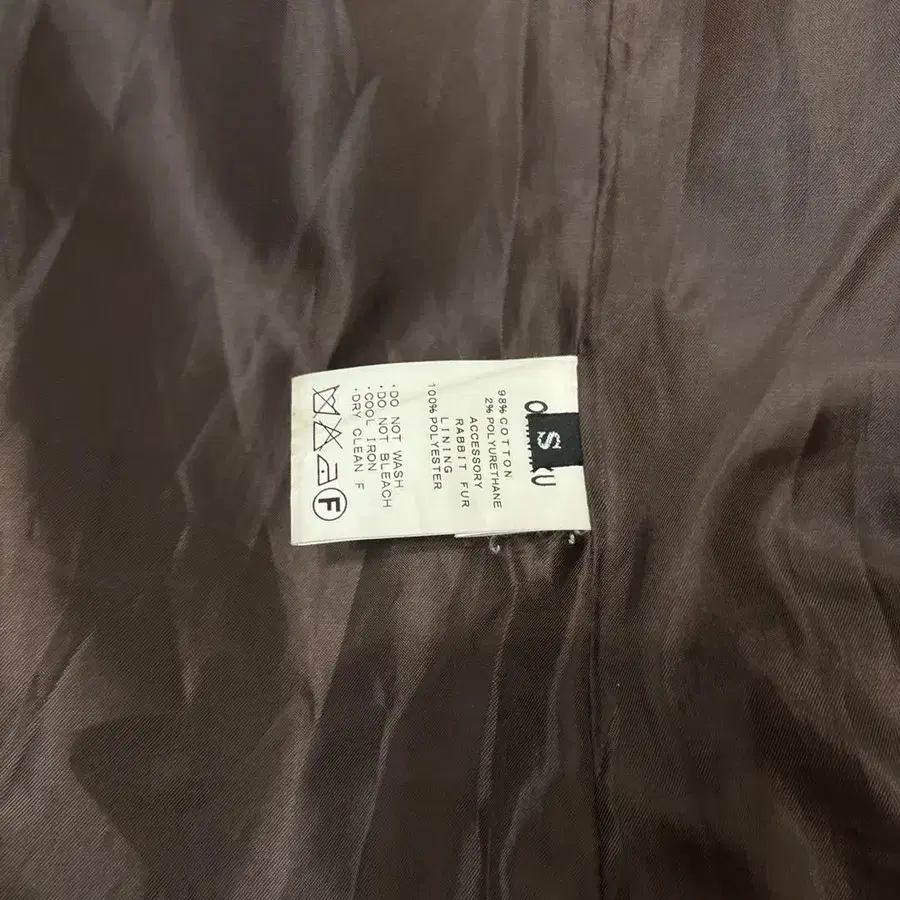 S
98% COTTON
2% POLYURETHANE
ACCESSORY
RABBIT FUR
LINING
100% POLYESTER
·DO NOT WASH
·DO NOT BLEACH
·COOL IRON
·DRY CLEAN F
F